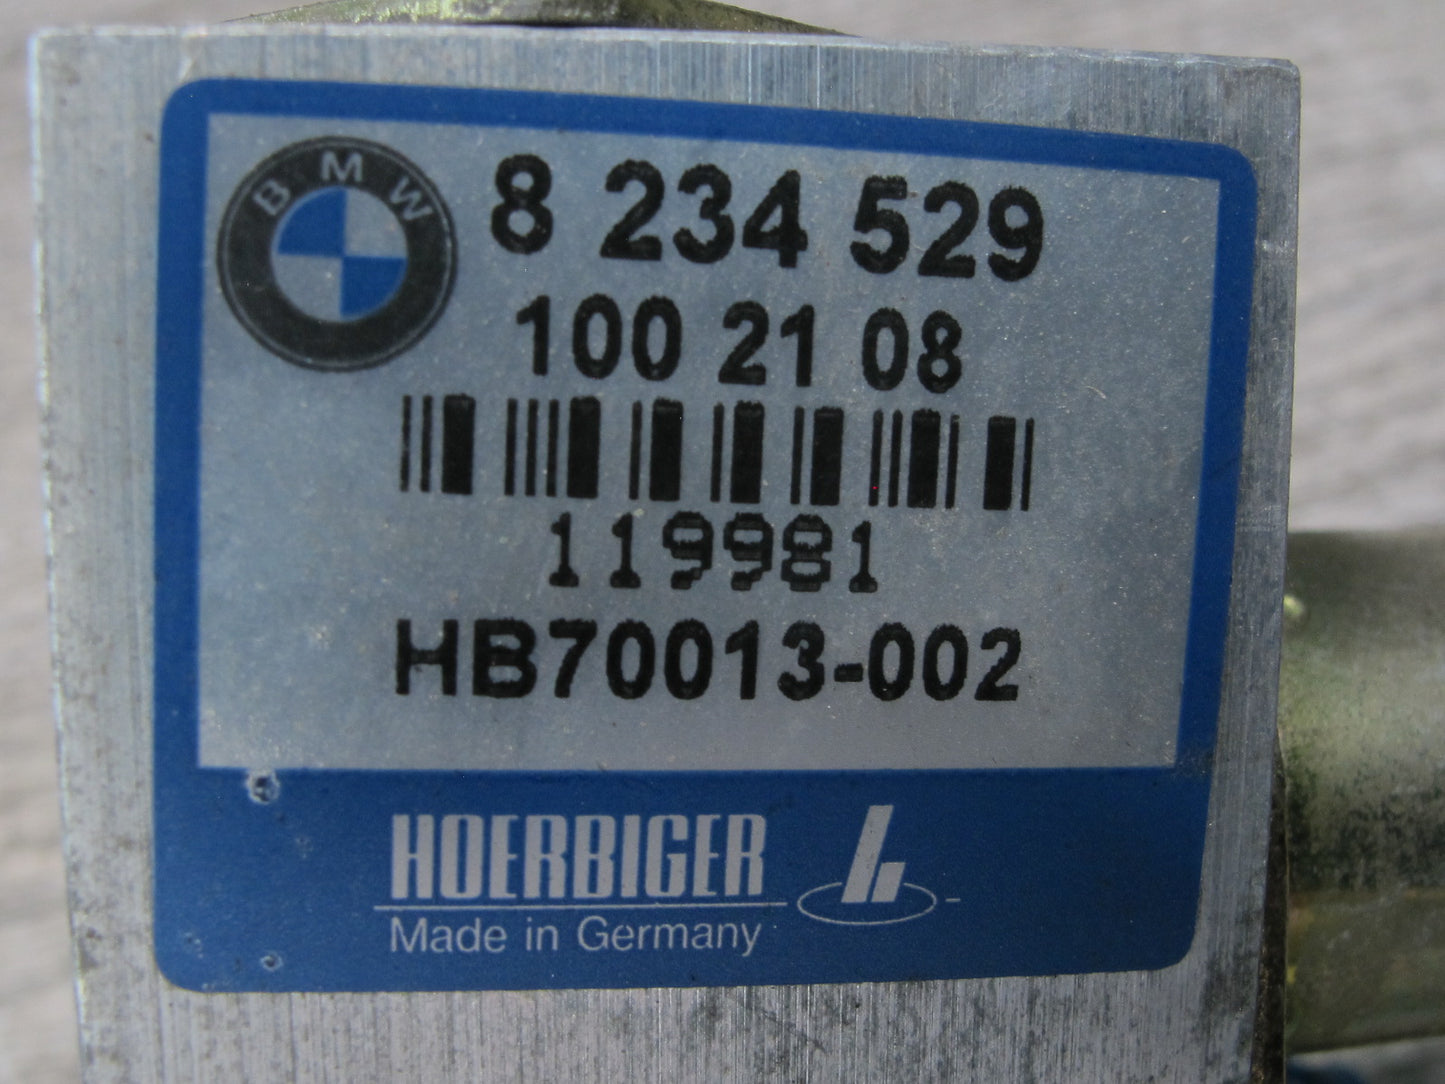 BMW
8 234 529
100 21 08
119981
HB70013-002
HOERBIGER
Made in Germany